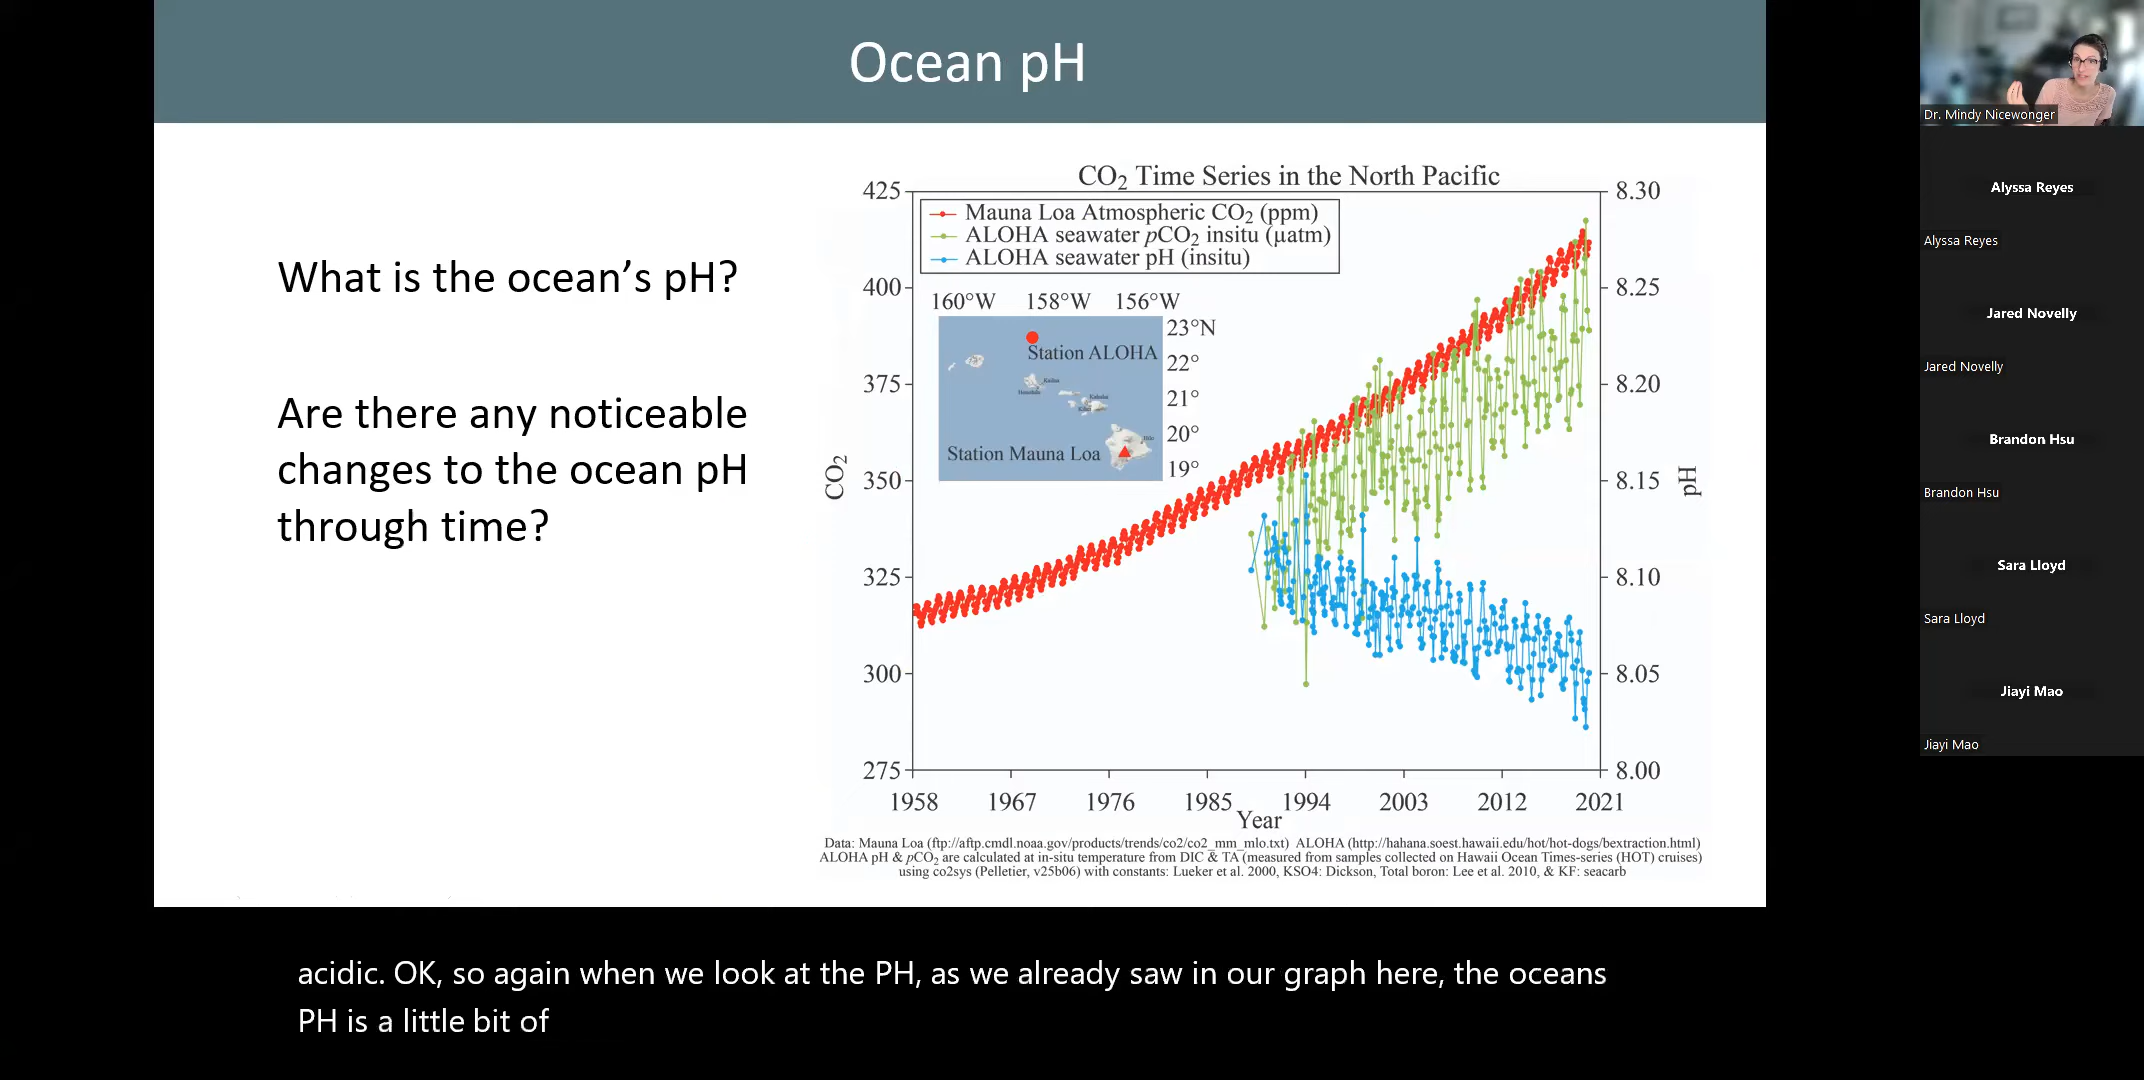 Ocean pH
What is the ocean’s pH?
Are there any noticeable
changes to the ocean pH
through time?
CO₂ Time Series in the North Pacific
Mauna Loa Atmospheric CO₂ (ppm)
ALOHA seawater pCO₂ insitu (µatm)
ALOHA seawater pH (insitu)
160°W 158°W 156°W
23°N
22°
21°
20°
19°
Station ALOHA
Station Mauna Loa
425
400
375
350
325
300
275
CO₂
8.30
8.25
8.20
8.15
8.10
8.05
8.00
pH
1958 1967 1976 1985 1994 2003 2012 2021
Year
Data: Mauna Loa (ftp://aftp.cmdl.noaa.gov/products/trends/co2/co2_mm_mlo.txt) ALOHA (http://hahana.soest.hawaii.edu/hot/hot-dogs/bextraction.html)
ALOHA pH & pCO₂ are calculated at in-situ temperature from DIC & TA (measured from samples collected on Hawaii Ocean Times-series (HOT) cruises)
using co2sys (Pelletier, v25b06) with constants: Lueker et al. 2000, KSO4: Dickson, Total boron: Lee et al. 2010, & KF: seacarb
acidic. OK, so again when we look at the PH, as we already saw in our graph here, the oceans
PH is a little bit of
Dr. Mindy Nicewonger
Alyssa Reyes
Alyssa Reyes
Jared Novelly
Jared Novelly
Brandon Hsu
Brandon Hsu
Sara Lloyd
Sara Lloyd
Jiayi Mao
Jiayi Mao